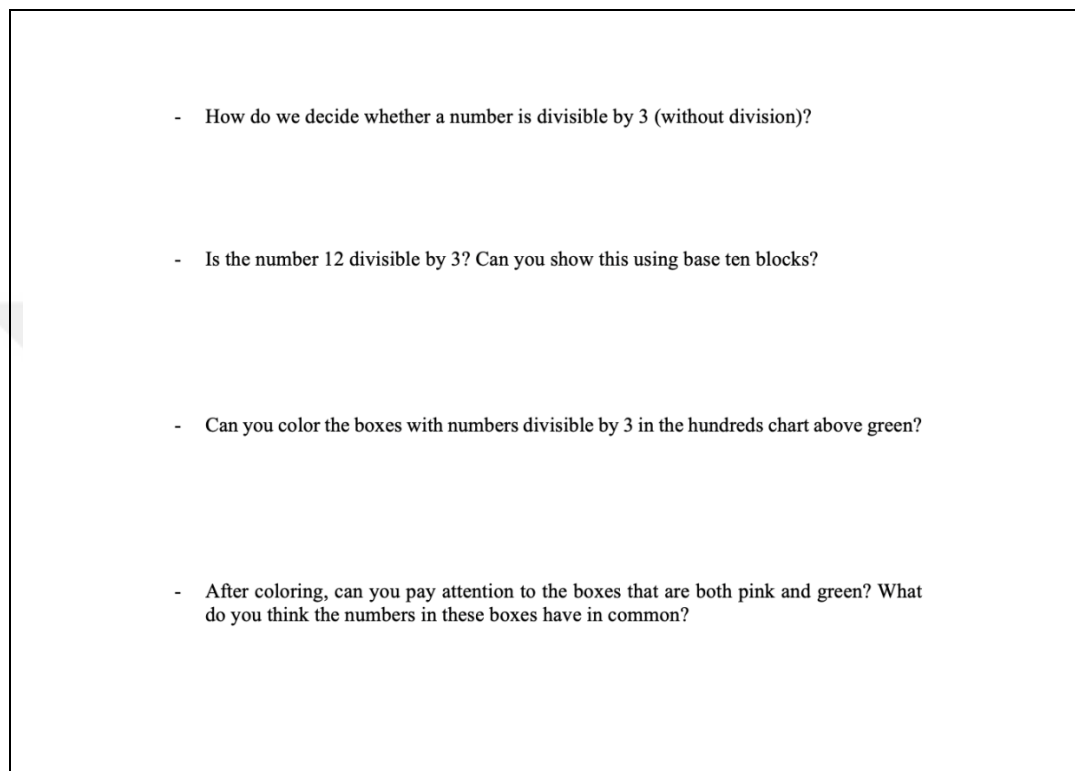 - How do we decide whether a number is divisible by 3 (without division)?
- Is the number 12 divisible by 3? Can you show this using base ten blocks?
- Can you color the boxes with numbers divisible by 3 in the hundreds chart above green?
- After coloring, can you pay attention to the boxes that are both pink and green? What
do you think the numbers in these boxes have in common?